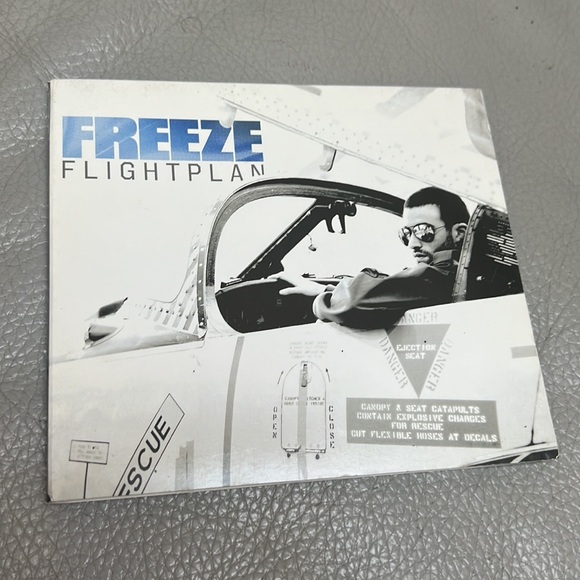 FREEZE
FLIGHTPLAN
DANGER
EJECTION
SEAT
DANGER
DANGER
OPEN
CLOSE
CANOPY & SEAT CATAPULTS
CONTAIN EXPLOSIVE CHARGES
FOR RESCUE
CUT FLEXIBLE HOSES AT DECALS
ESCUE